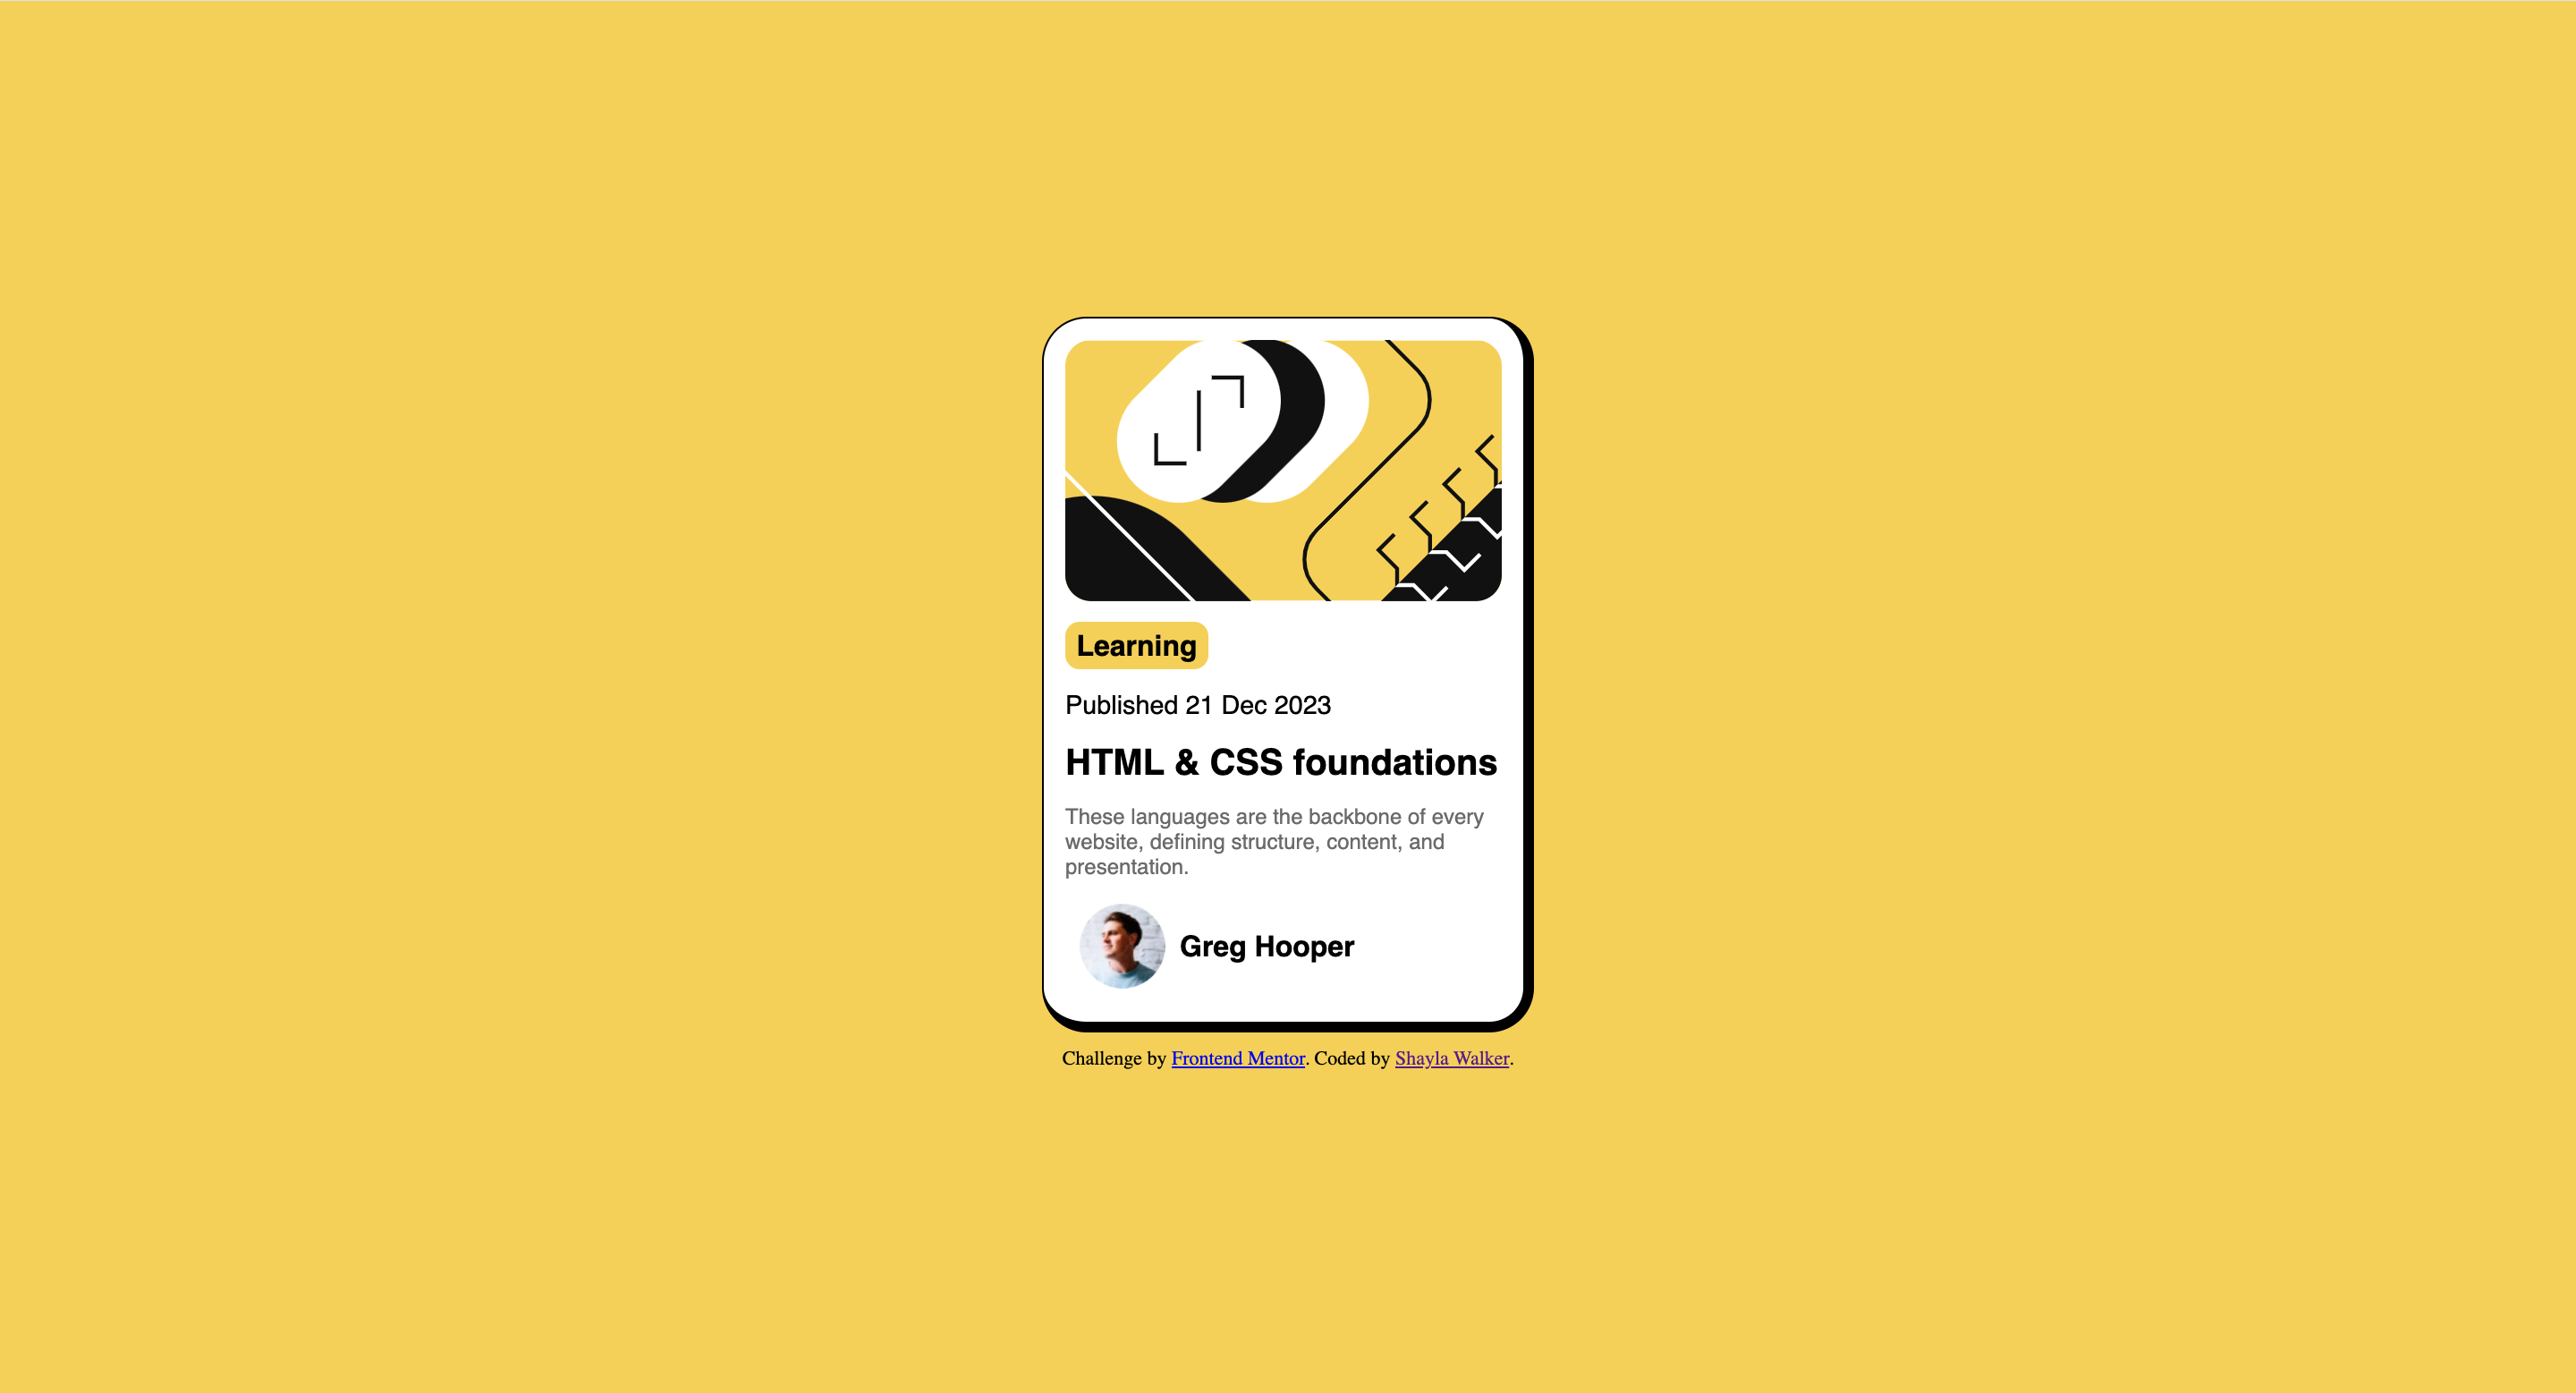 Learning
Published 21 Dec 2023
HTML & CSS foundations
These languages are the backbone of every
website, defining structure, content, and
presentation.
Greg Hooper
Challenge by Frontend Mentor. Coded by Shayla Walker.